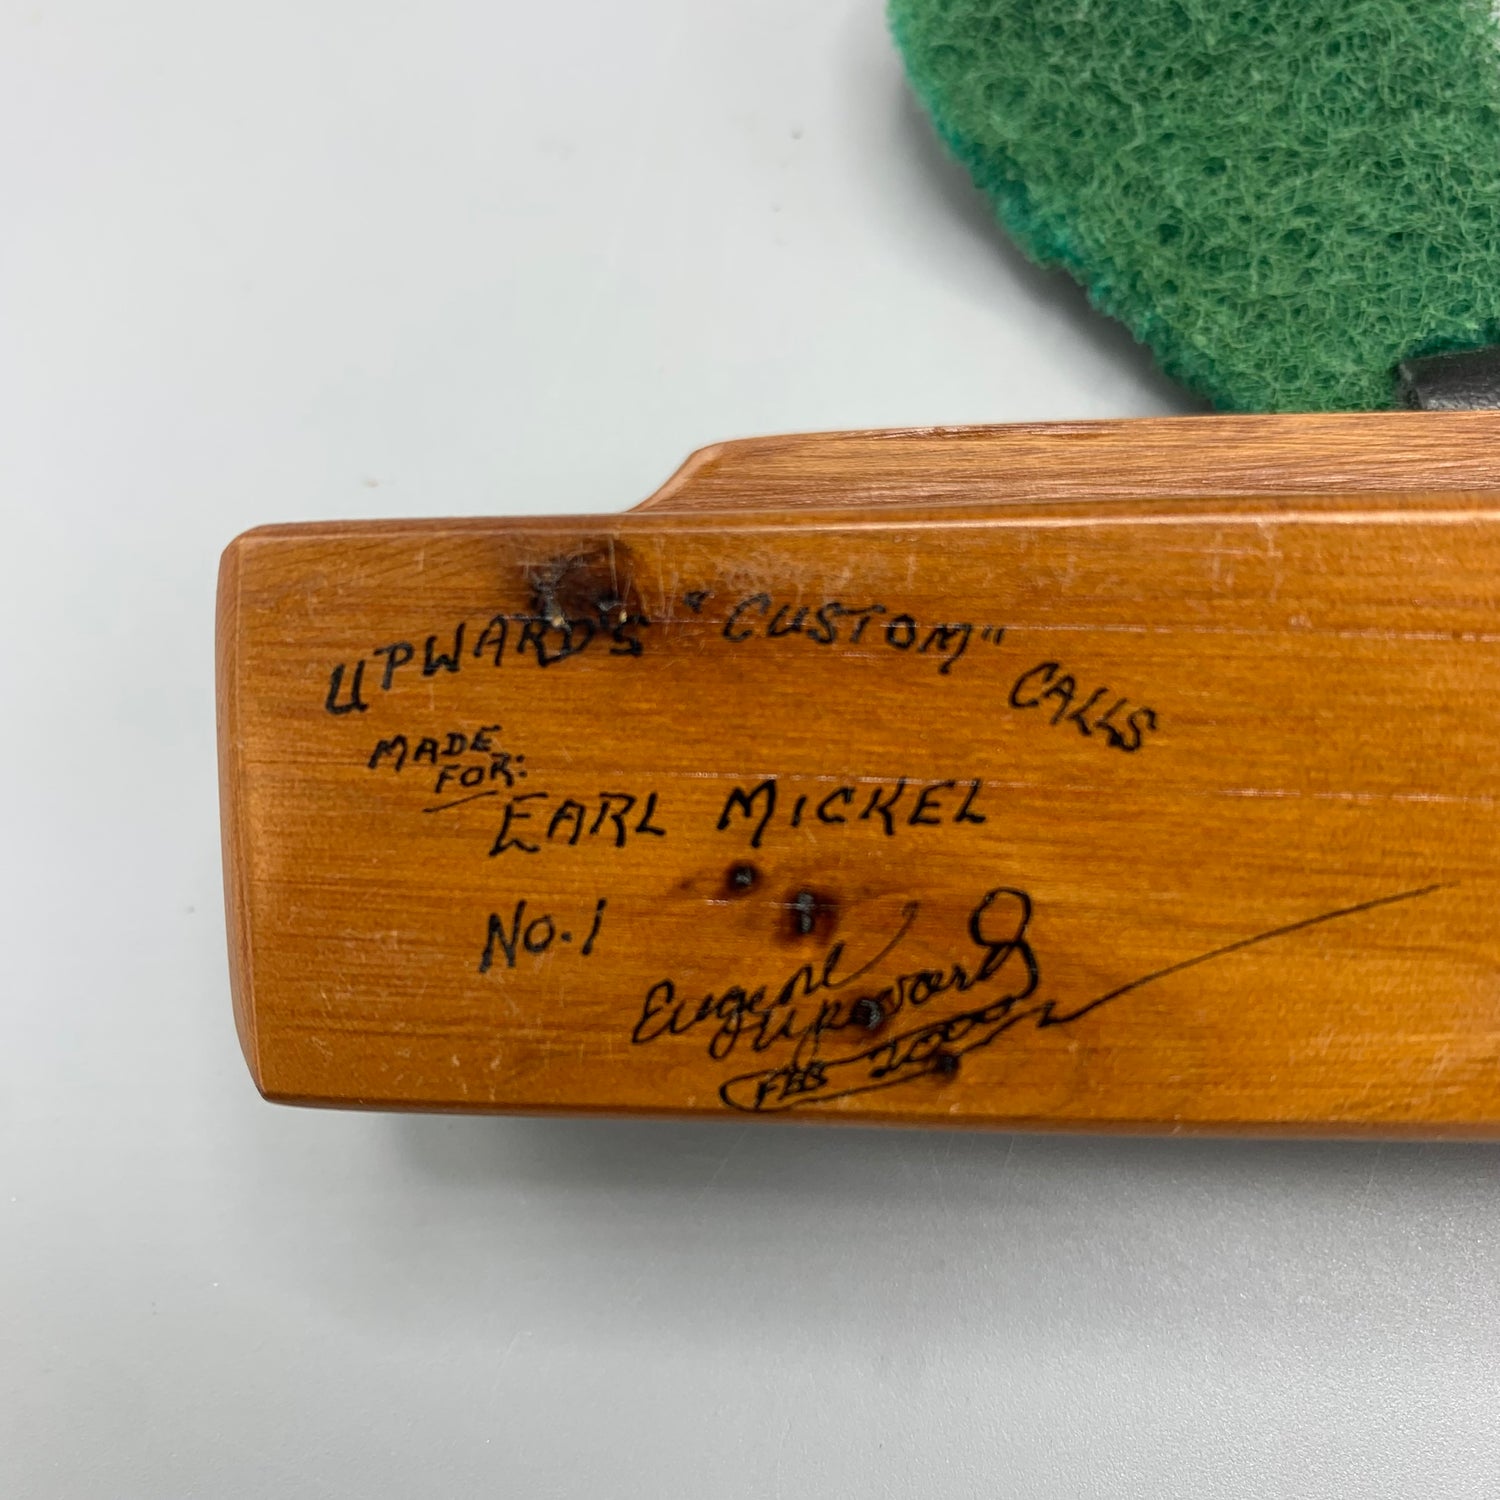 UPWARD'S "CUSTOM" CALLS
MADE
FOR:
EARL MICKEL
No. 1
Eugene
Upward
FEB 2000